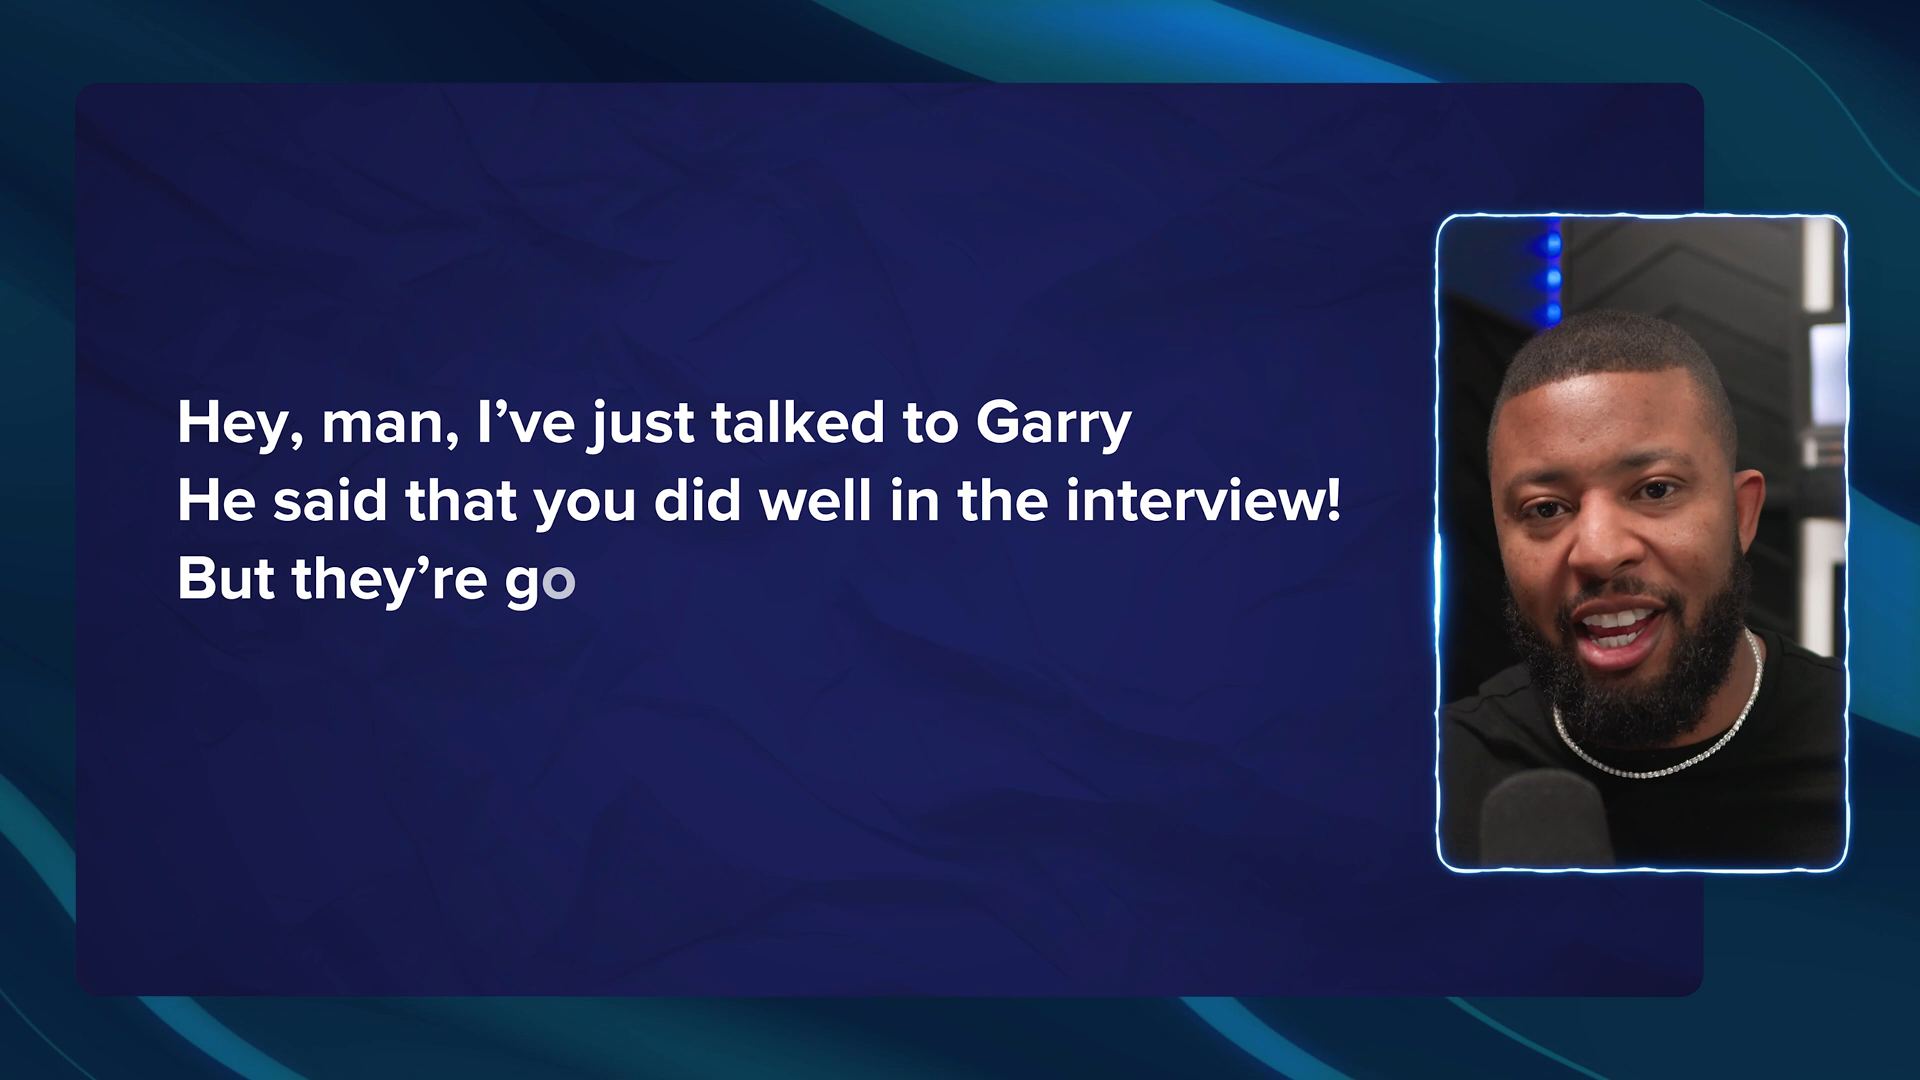 Hey, man, I’ve just talked to Garry
He said that you did well in the interview!
But they’re go